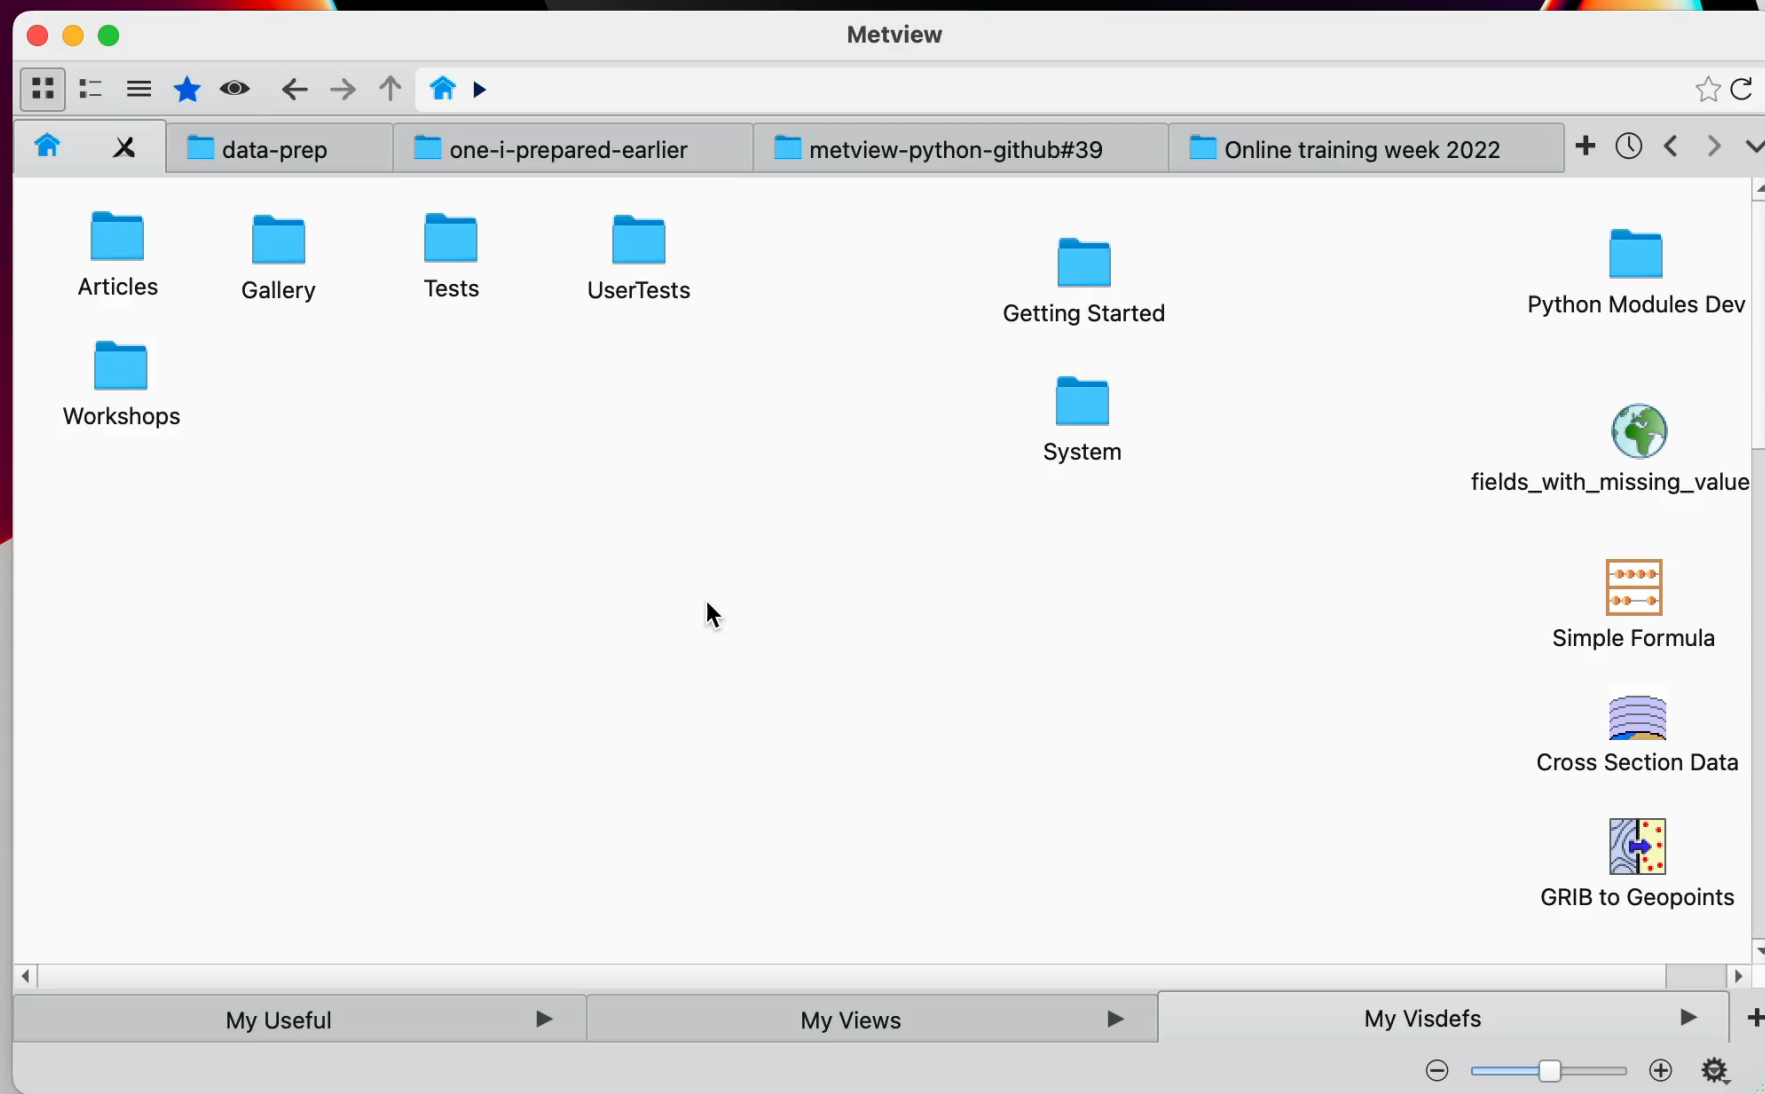 Metview
data-prep
one-i-prepared-earlier
metview-python-github#39
Online training week 2022
Articles
Gallery
Tests
UserTests
Getting Started
Python Modules Dev
Workshops
System
fields_with_missing_value
Simple Formula
Cross Section Data
GRIB to Geopoints
My Useful
My Views
My Visdefs